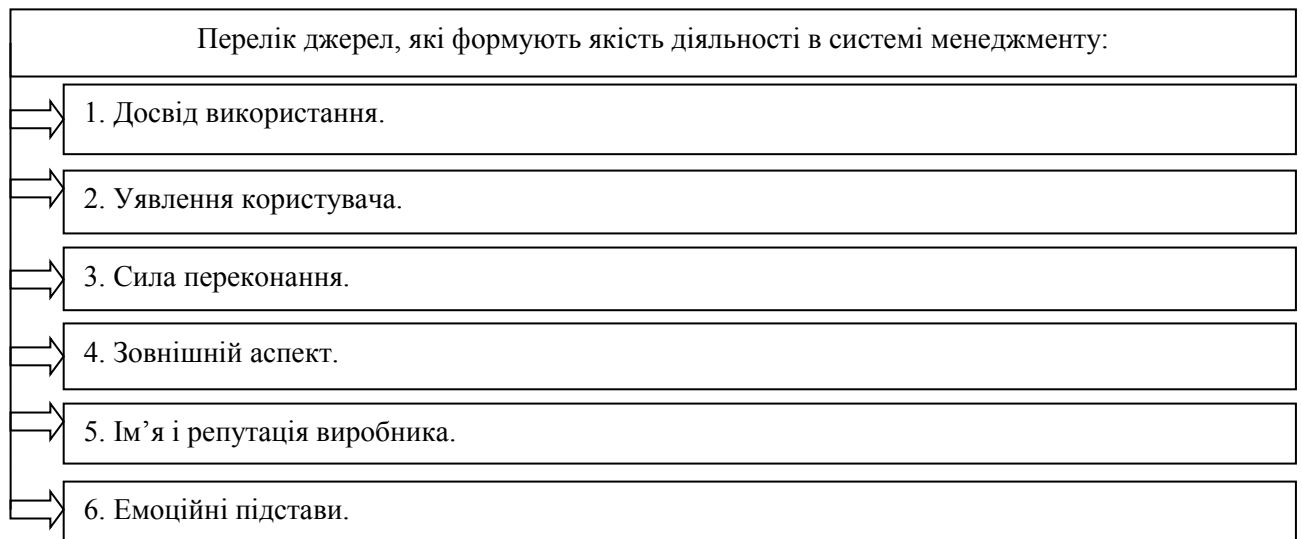 Перелік джерел, які формують якість діяльності в системі менеджменту:
1. Досвід використання.
2. Уявлення користувача.
3. Сила переконання.
4. Зовнішній аспект.
5. Ім’я і репутація виробника.
6. Емоційні підстави.